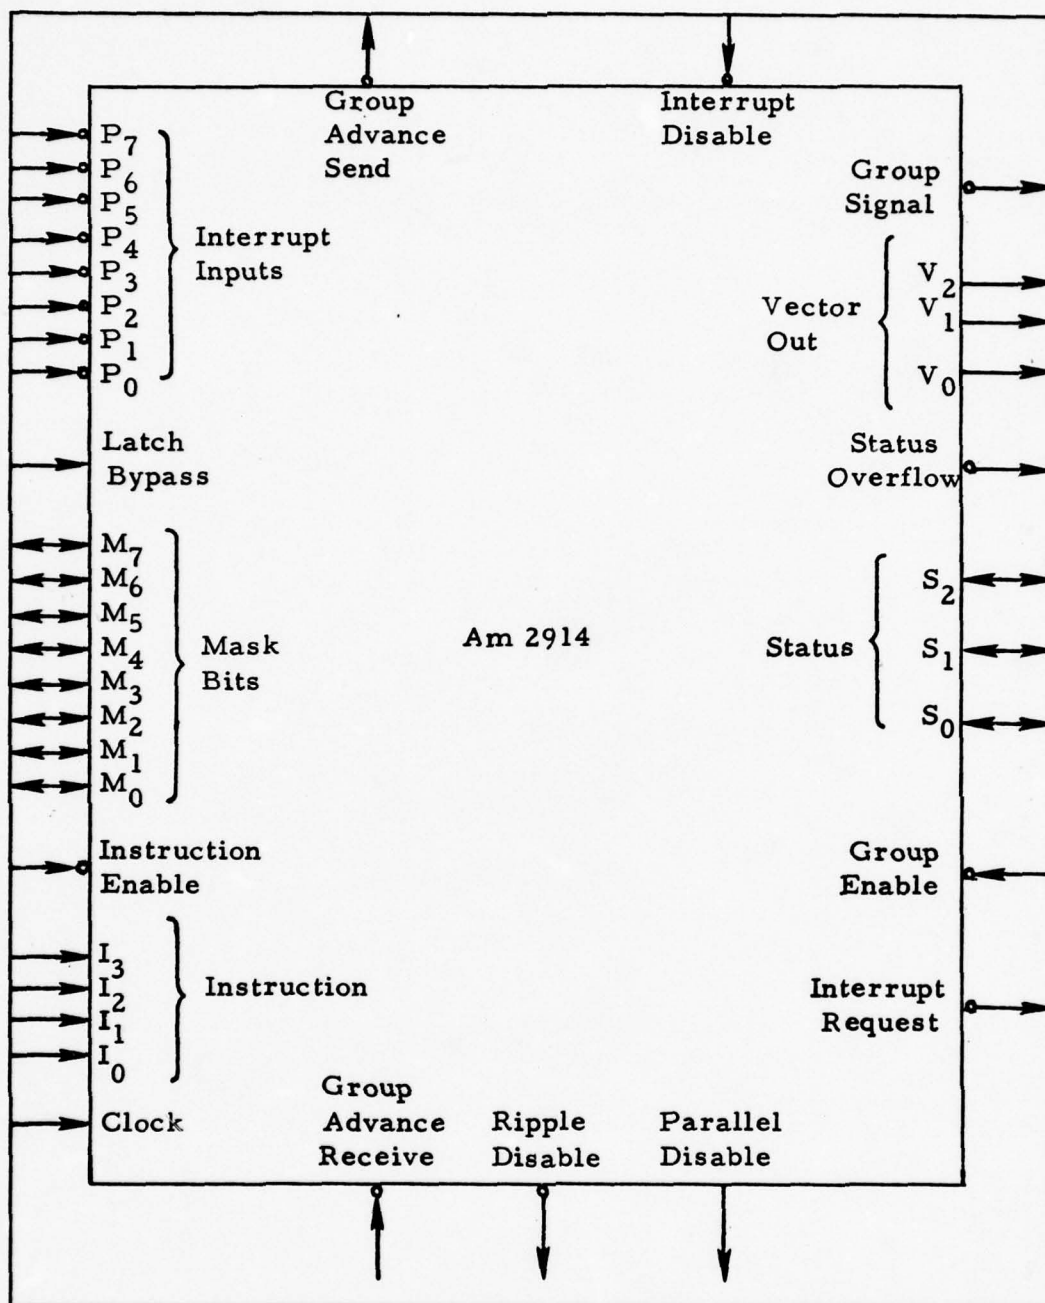 Group
Advance
Send
Interrupt
Disable
P7
P6
P5
P4
P3
P2
P1
P0
Interrupt
Inputs
Group
Signal
V2
V1
V0
Vector
Out
Latch
Bypass
Status
Overflow
M7
M6
M5
M4
M3
M2
M1
M0
Mask
Bits
Am 2914
Status
S2
S1
S0
Instruction
Enable
Group
Enable
I3
I2
I1
I0
Instruction
Interrupt
Request
Clock
Group
Advance
Receive
Ripple
Disable
Parallel
Disable